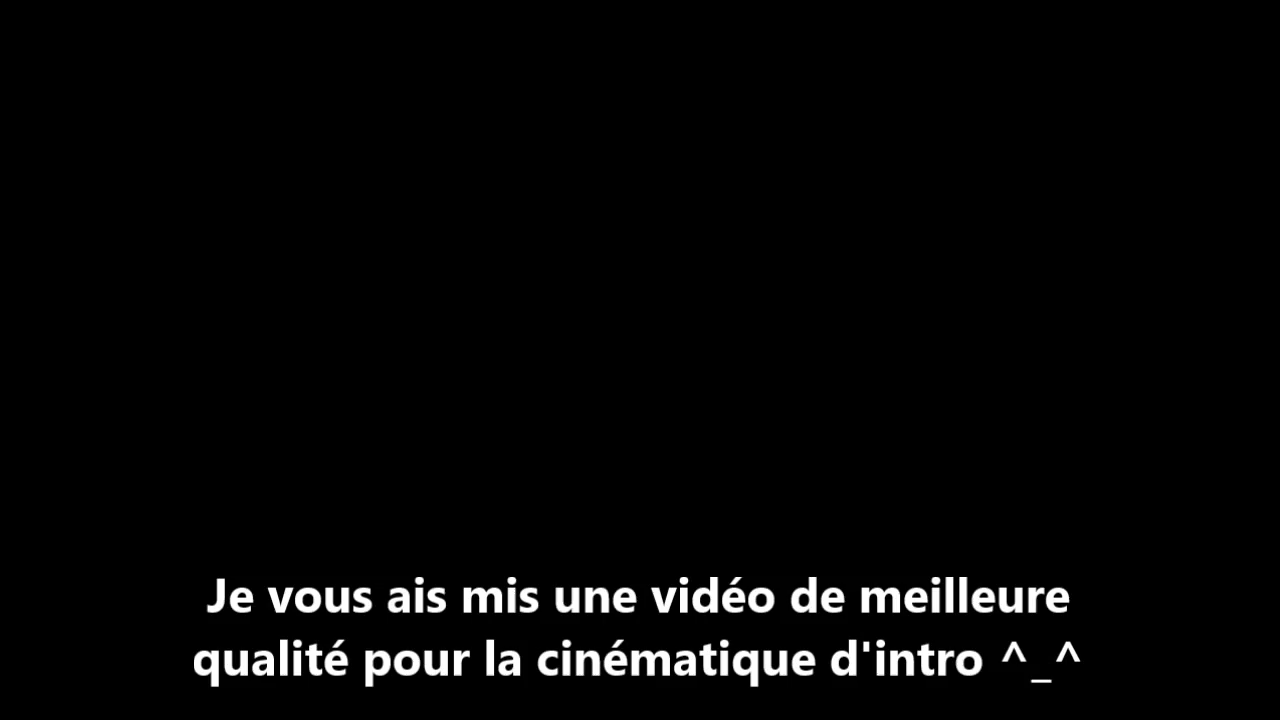 Je vous ais mis une vidéo de meilleure
qualité pour la cinématique d'intro ^_^